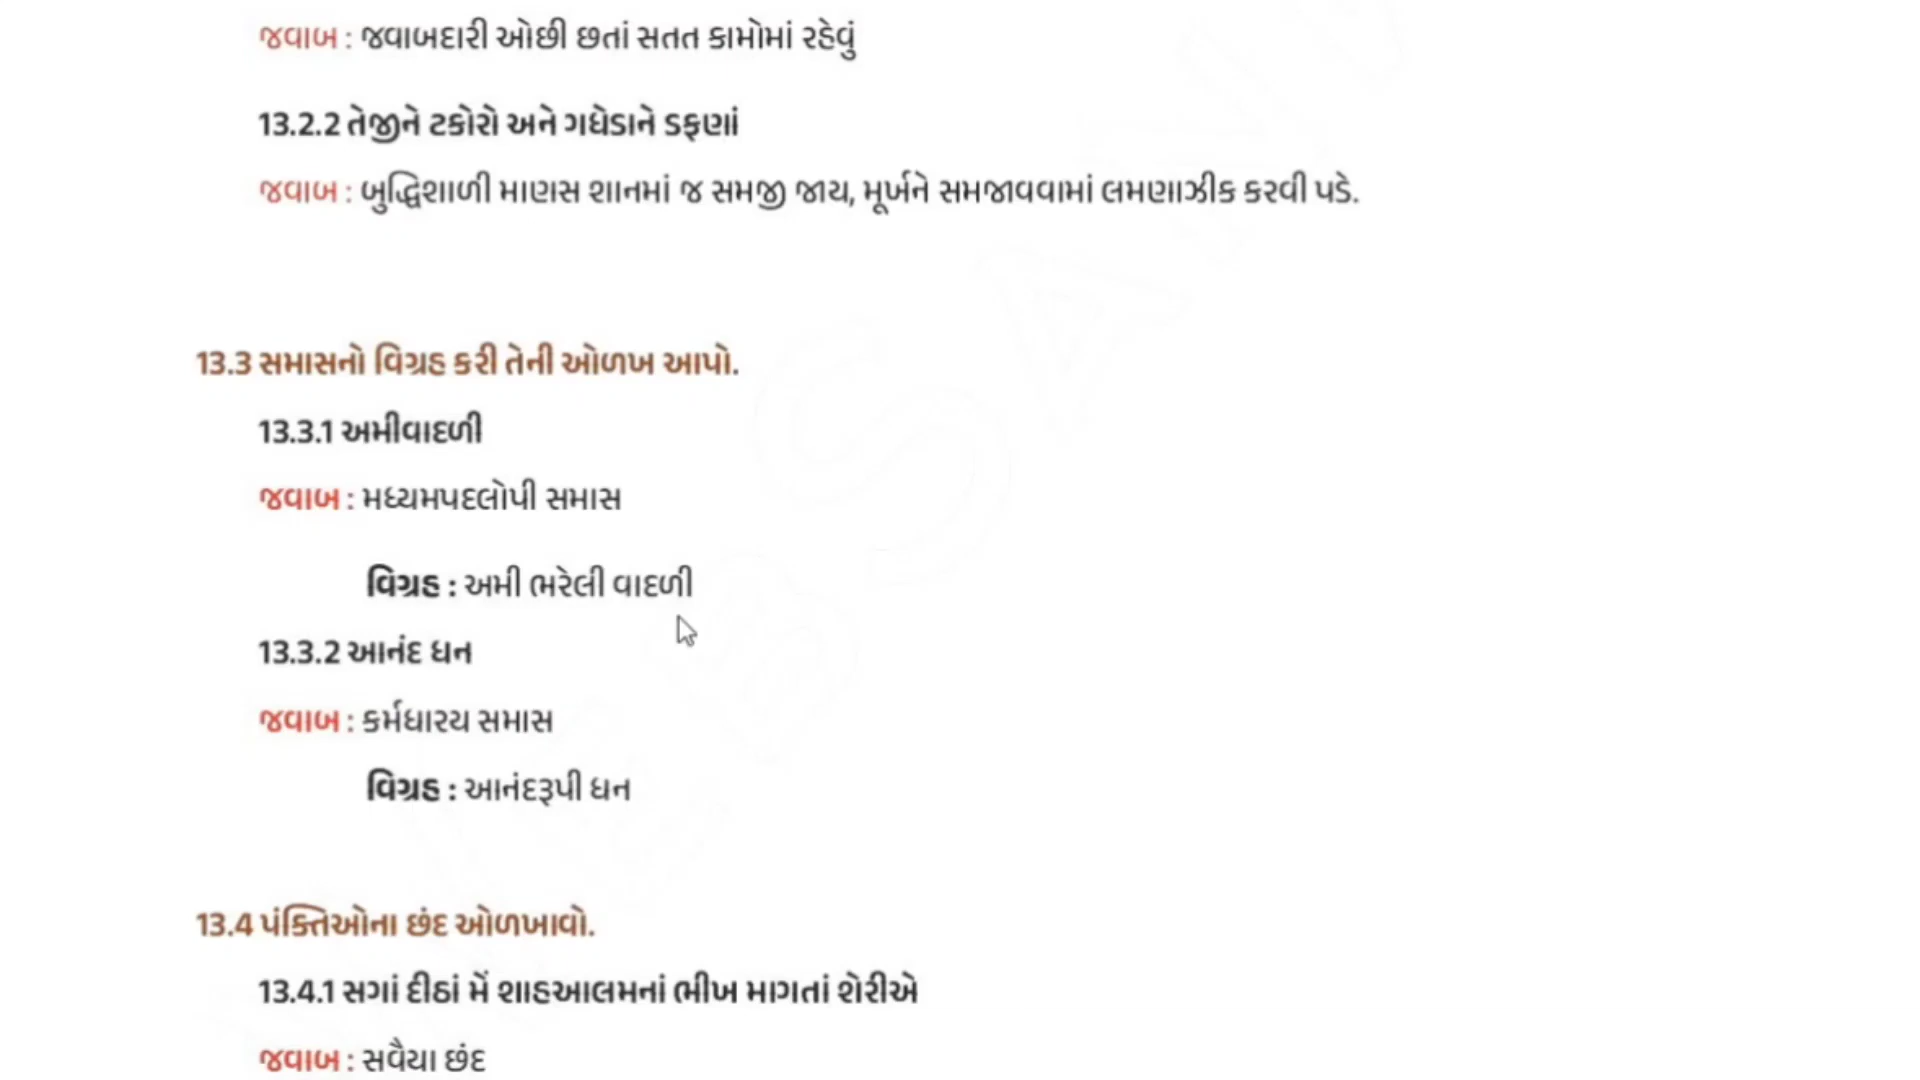 જવાબ : જવાબદારી ઓછી છતાં સતત કામોમાં રહેવું
13.2.2 તેજીને ટકોરો અને ગધેડાને ડફણાં
જવાબ : બુદ્ધિશાળી માણસ શાનમાં જ સમજી જાય, મૂર્ખને સમજાવવામાં લમણાઝીક કરવી પડે.
13.3 સમાસનો વિગ્રહ કરી તેની ઓળખ આપો.
13.3.1 અમીવાદળી
જવાબ : મધ્યમપદલોપી સમાસ
વિગ્રહ : અમી ભરેલી વાદળી
13.3.2 આનંદ ધન
જવાબ : કર્મધારય સમાસ
વિગ્રહ : આનંદરૂપી ધન
13.4 પંક્તિઓના છંદ ઓળખાવો.
13.4.1 સગાં દીઠાં મેં શાહઆલમનાં ભીખ માગતાં શેરીએ
જવાબ : સવૈયા છંદ